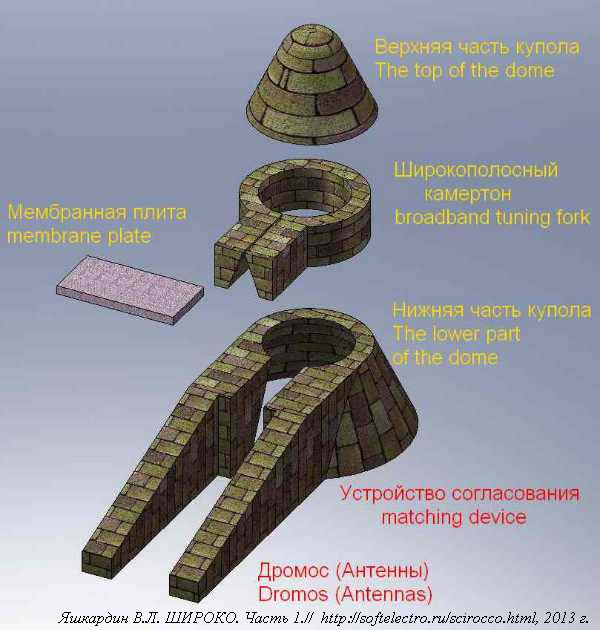 Верхняя часть купола
The top of the dome
Широкополосный
камертон
broadband tuning fork
Мембранная плита
membrane plate
Нижняя часть купола
The lower part
of the dome
Устройство согласования
matching device
Дромос (Антенны)
Dromos (Antennas)
Яшкардин В.Л. ШИРОКО. Часть 1.// http://softelectro.ru/scirocco.html, 2013 г.